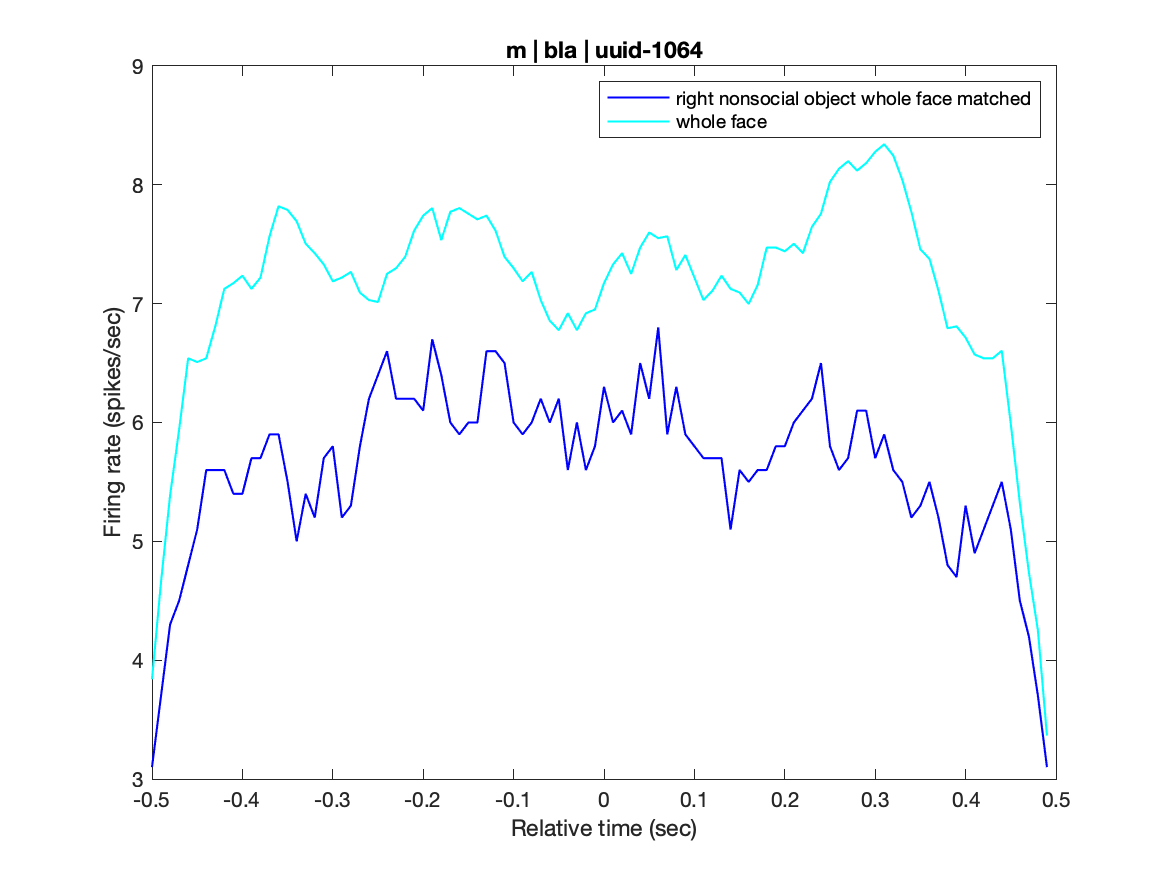 m | bla | uuid-1064
right nonsocial object whole face matched
whole face
9
8
7
6
5
4
3
Firing rate (spikes/sec)
-0.5 -0.4 -0.3 -0.2 -0.1 0 0.1 0.2 0.3 0.4 0.5
Relative time (sec)